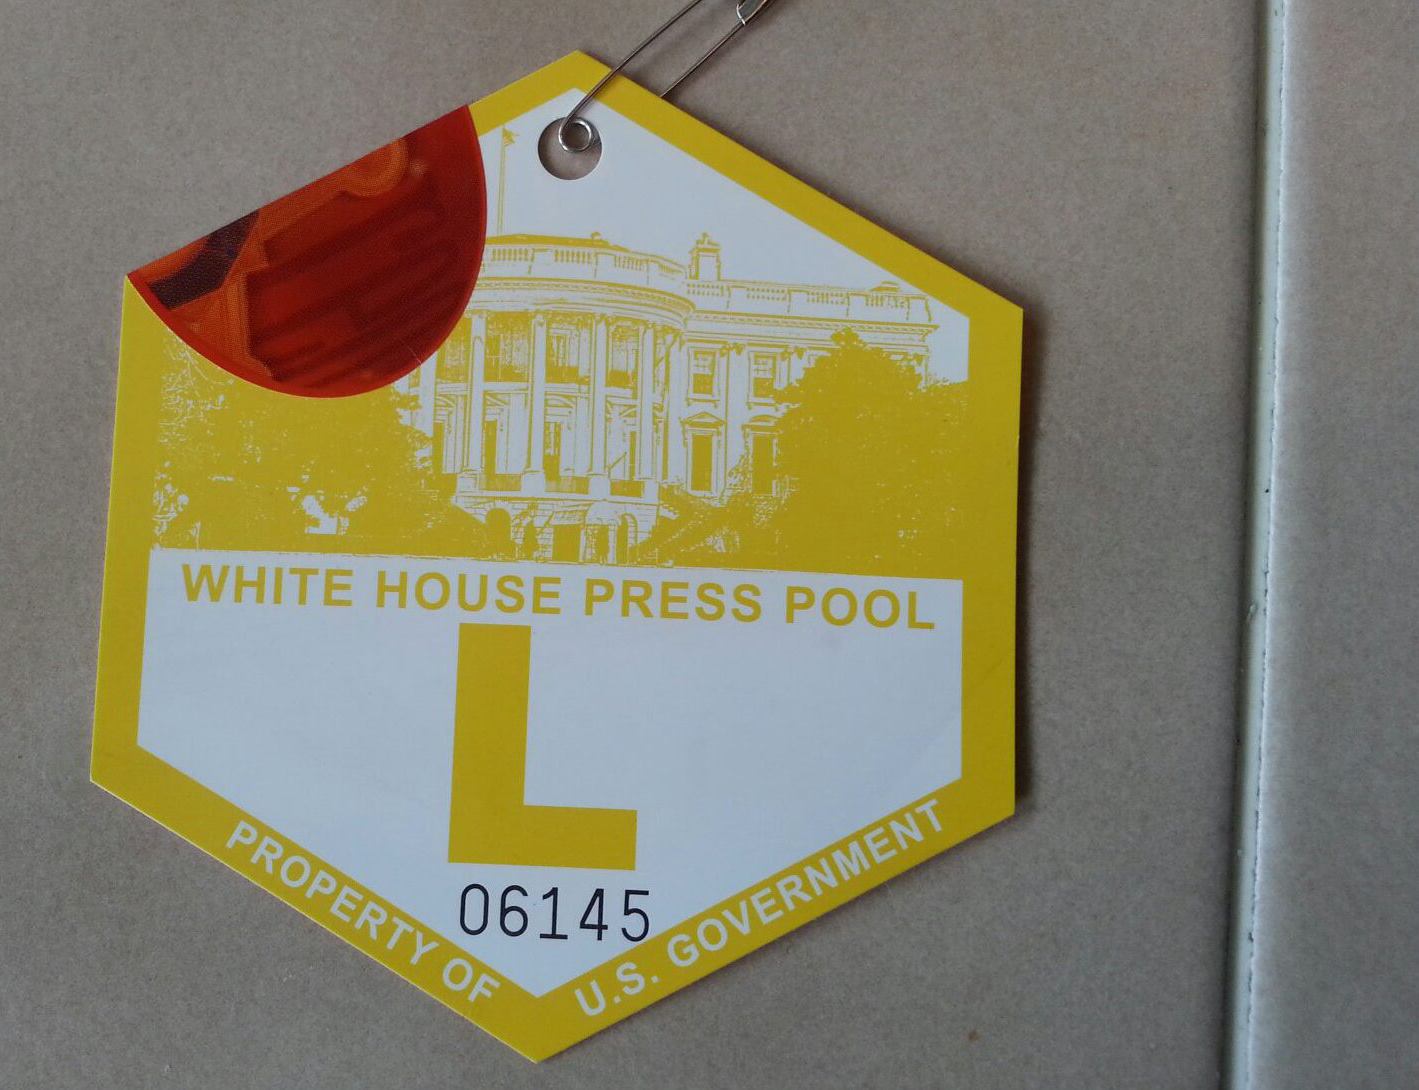 WHITE HOUSE PRESS POOL
L
06145
PROPERTY OF
U.S. GOVERNMENT